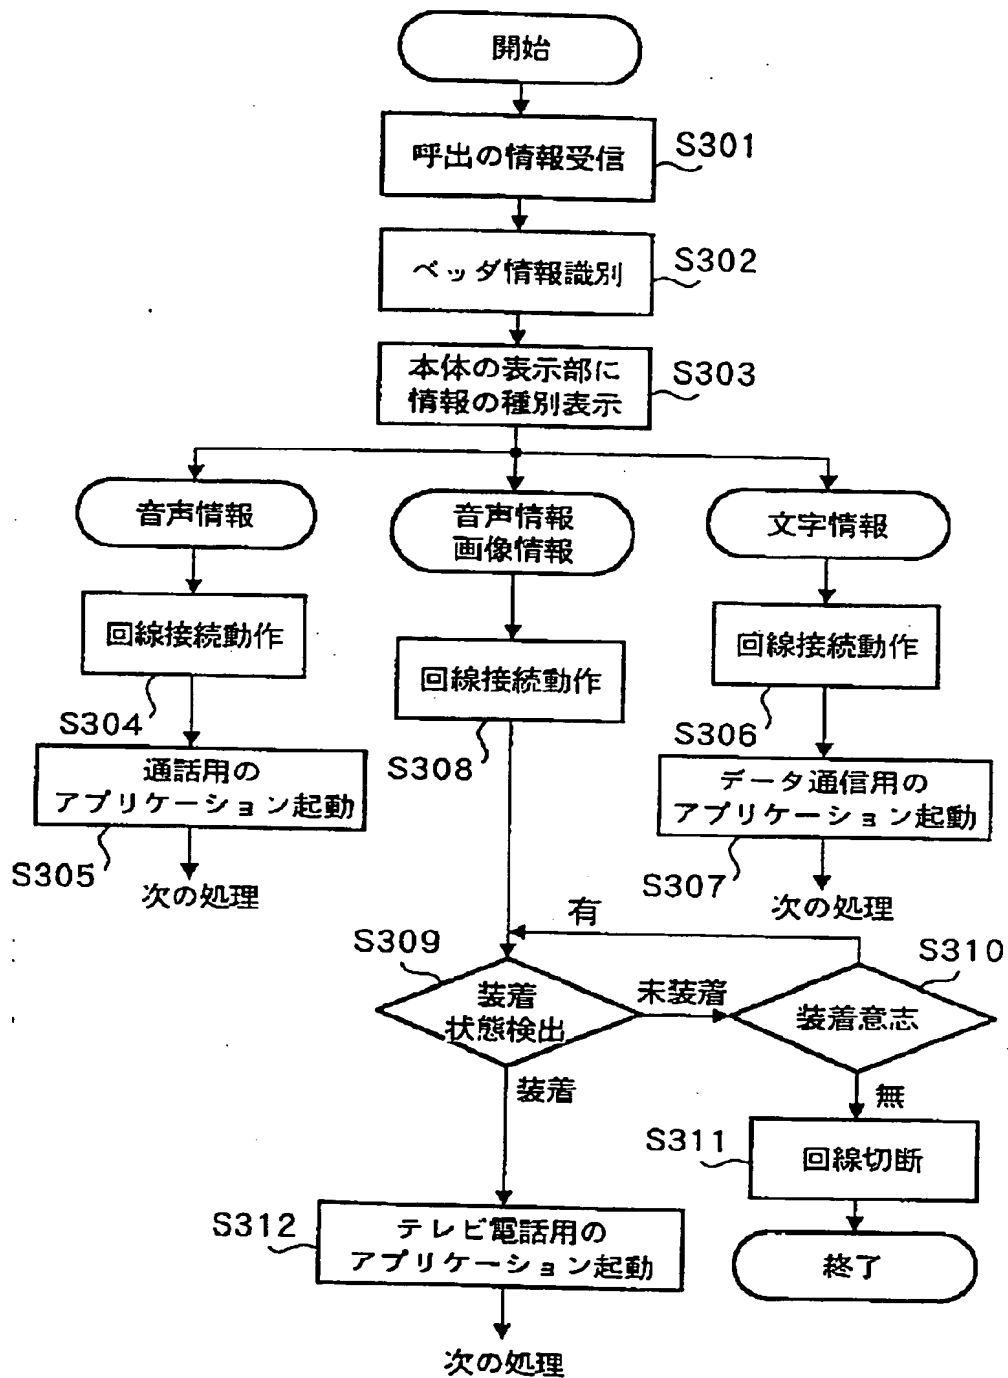 開始
呼出の情報受信
S301
ヘッダ情報識別
S302
本体の表示部に
情報の種別表示
S303
音声情報
音声情報
画像情報
文字情報
回線接続動作
S304
回線接続動作
S308
回線接続動作
S306
通話用の
アプリケーション起動
S305
次の処理
データ通信用の
アプリケーション起動
S307
次の処理
有
S309
装着
状態検出
未装着
S310
装着意志
装着
無
S311
回線切断
S312
テレビ電話用の
アプリケーション起動
終了
次の処理